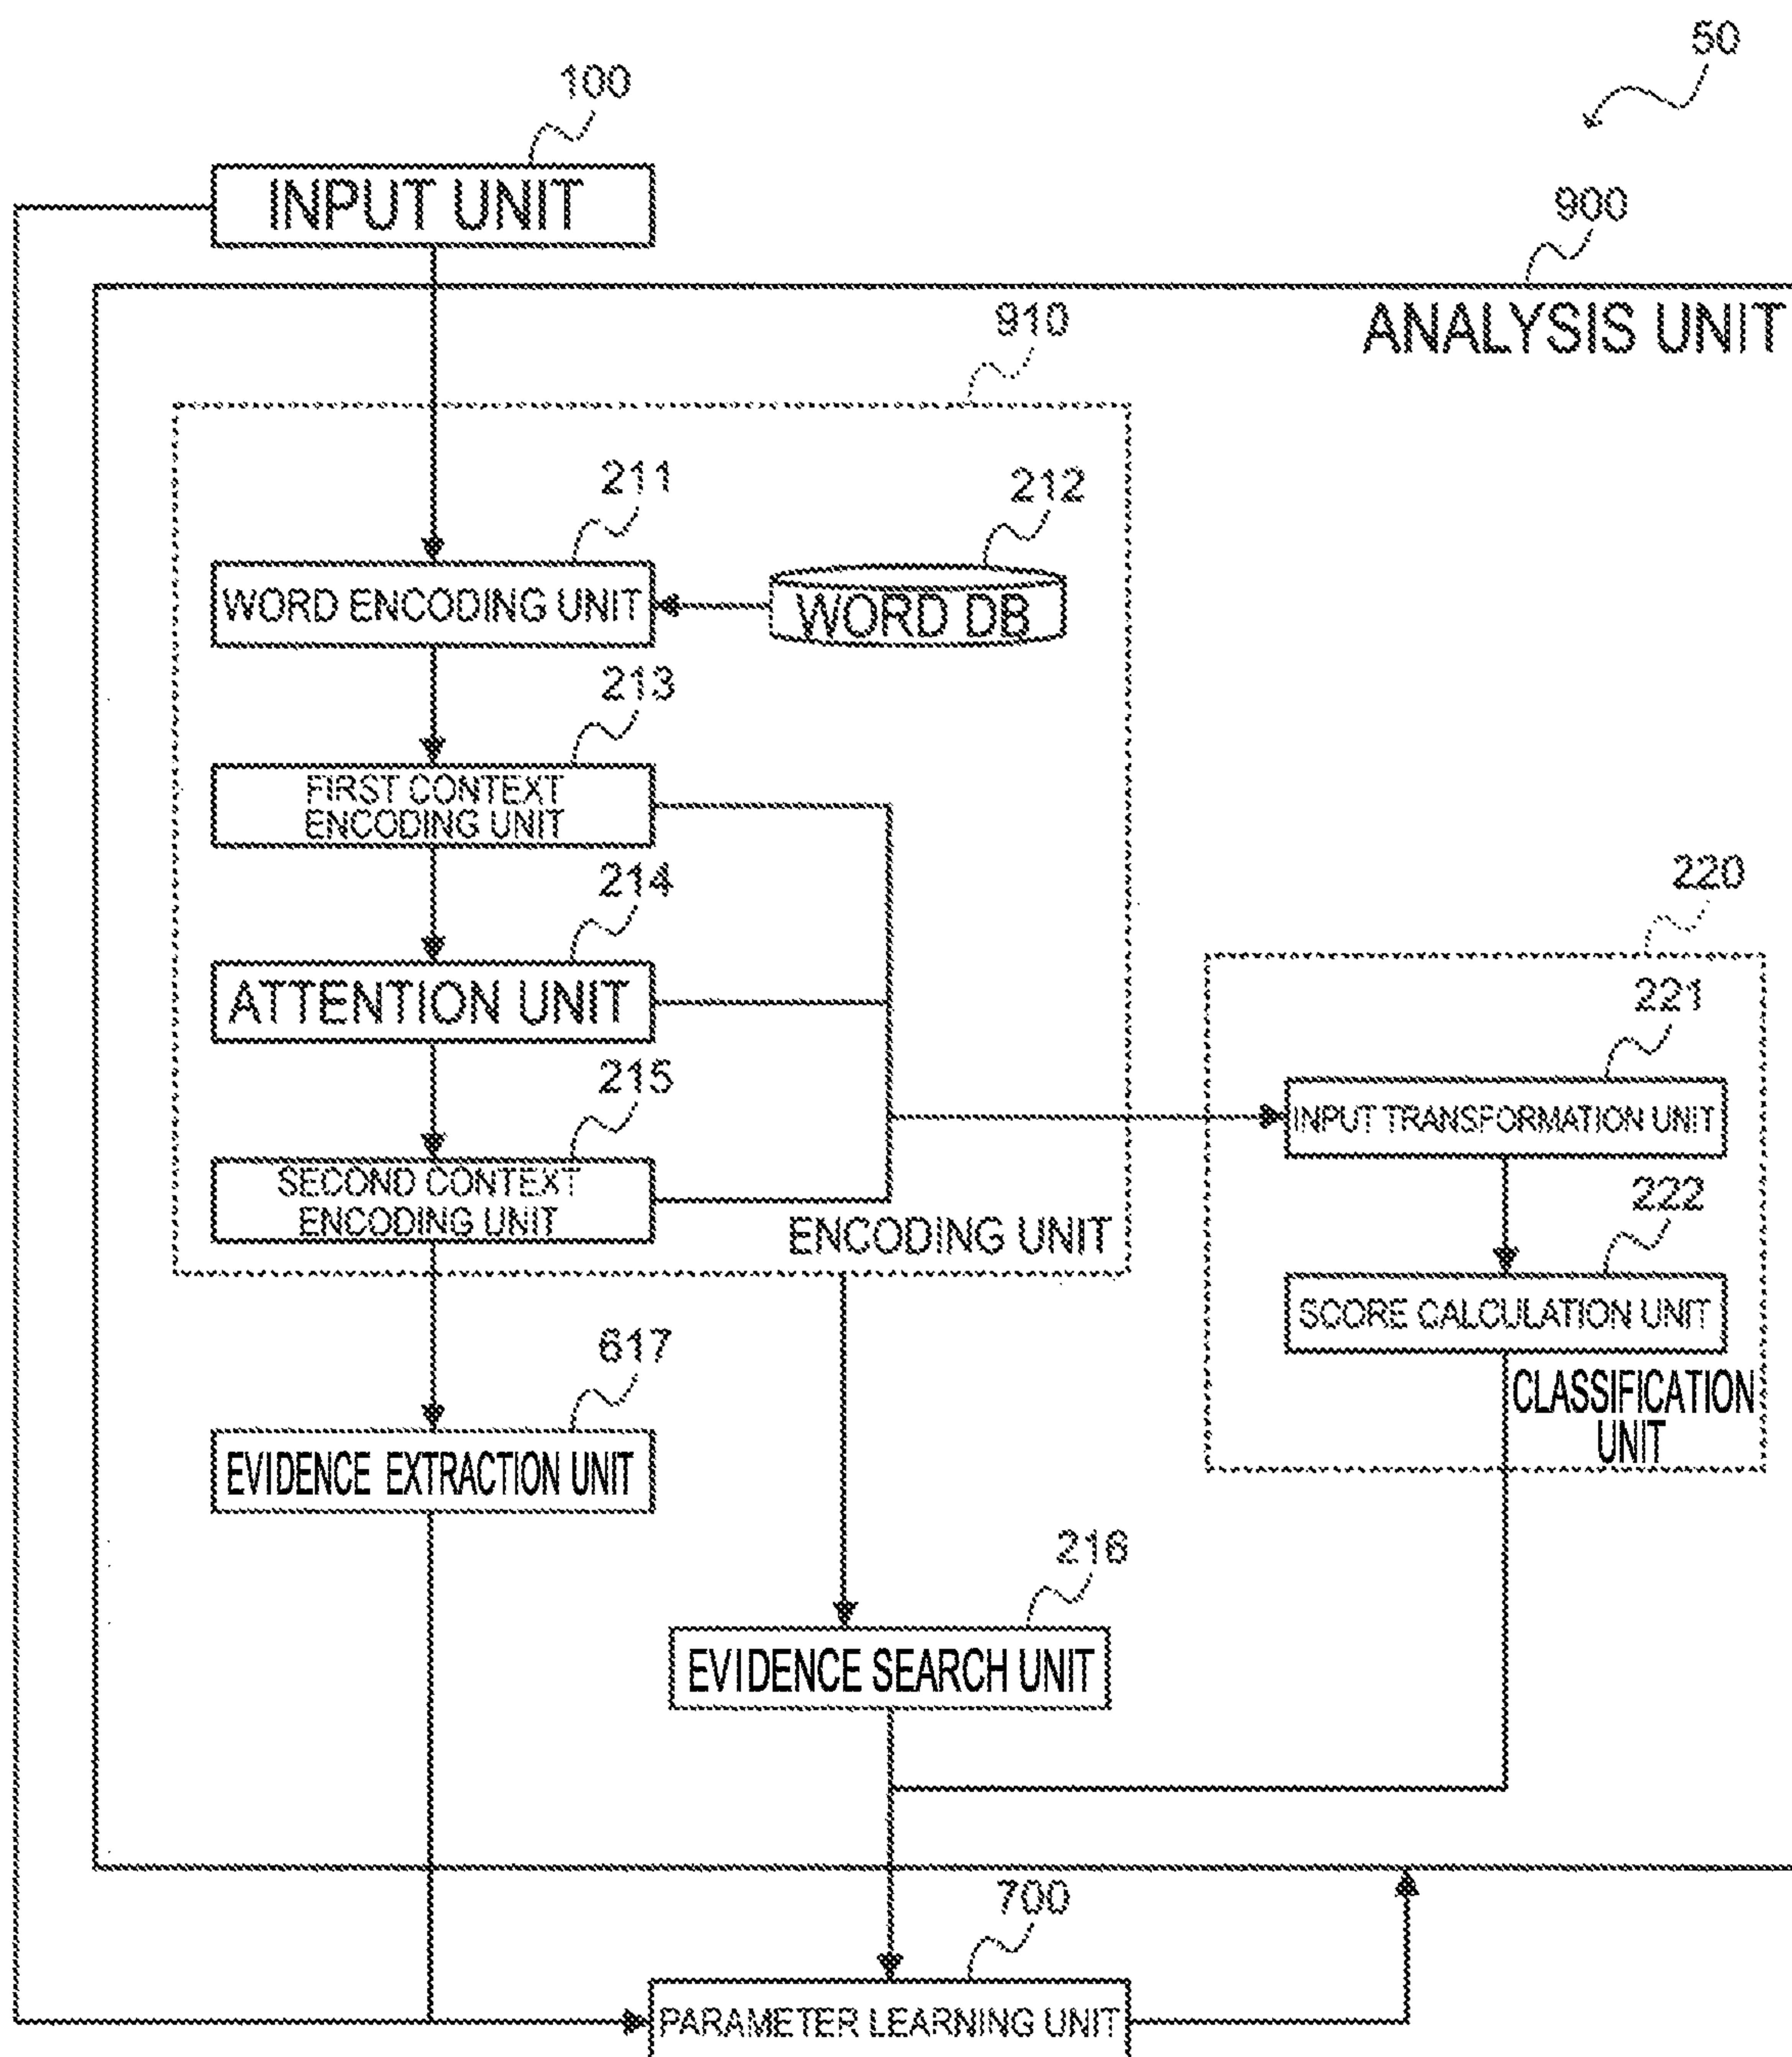 50
100
INPUT UNIT
900
ANALYSIS UNIT
910
211
212
WORD ENCODING UNIT
WORD DB
213
FIRST CONTEXT
ENCODING UNIT
214
220
ATTENTION UNIT
221
215
INPUT TRANSFORMATION UNIT
SECOND CONTEXT
ENCODING UNIT
222
ENCODING UNIT
SCORE CALCULATION UNIT
617
CLASSIFICATION
UNIT
EVIDENCE EXTRACTION UNIT
216
EVIDENCE SEARCH UNIT
700
PARAMETER LEARNING UNIT